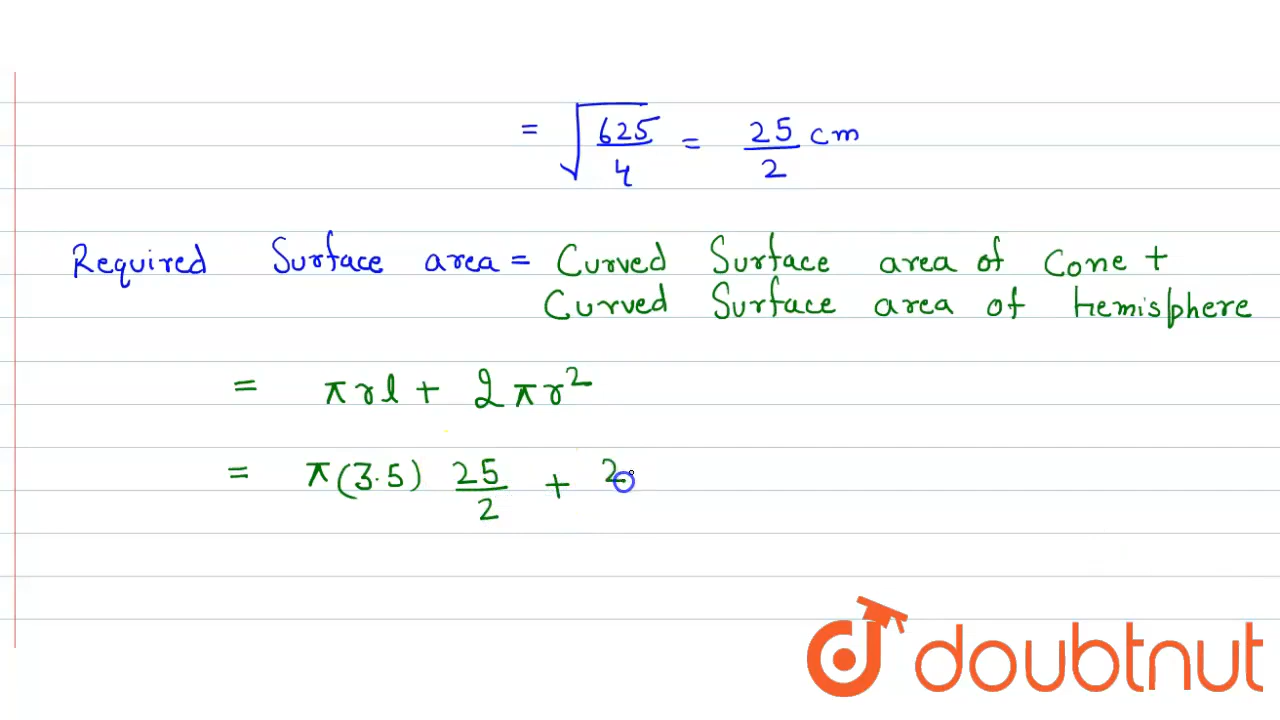 = √625/4 = 25/2 cm
Required Surface area = Curved Surface area of Cone +
Curved Surface area of hemisphere
= πrl + 2πr²
= π(3.5) 25/2 + 2
doubtnut